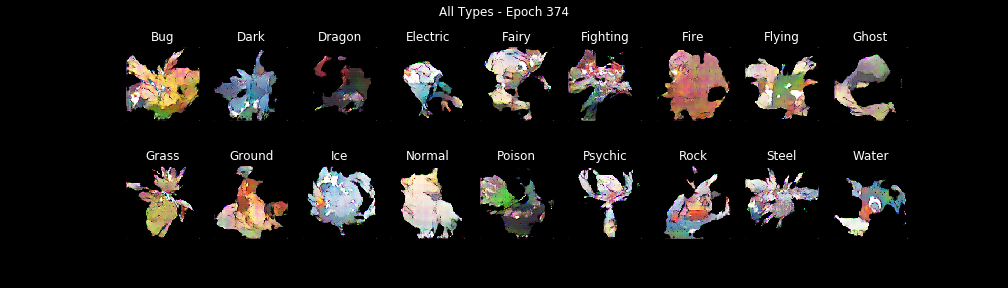 All Types - Epoch 374
Bug Dark Dragon Electric Fairy Fighting Fire Flying Ghost
Grass Ground Ice Normal Poison Psychic Rock Steel Water